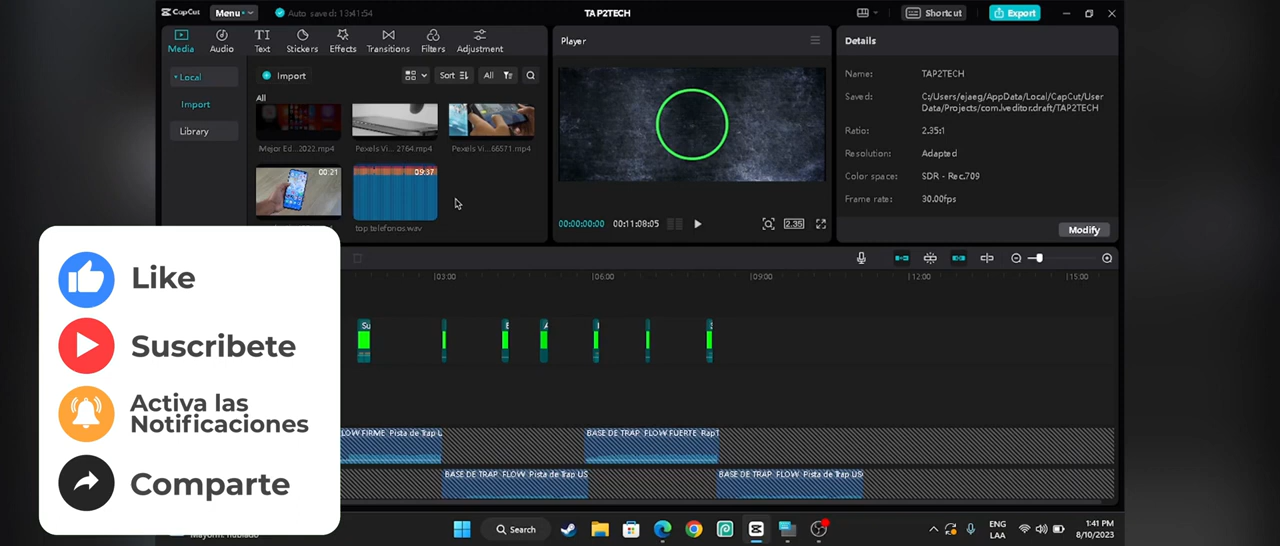 CapCut
Menu
Auto saved: 13:41:54
TAP2TECH
Shortcut
Export
Media
Audio
Text
Stickers
Effects
Transitions
Filters
Adjustment
Player
Details
Local
Import
Library
Import
Sort
All
All
Mejor Ed...2022.mp4
Pexels Vi...2764.mp4
Pexels Vi...66571.mp4
00:21
09:37
top telefonos.wav
00:00:00:00
00:11:08:05
2.35
Name:
TAP2TECH
Saved:
C:/Users/ejaeg/AppData/Local/CapCut/User
Data/Projects/com.lveditor.draft/TAP2TECH
Ratio:
2.35:1
Resolution:
Adapted
Color space:
SDR - Rec.709
Frame rate:
30.00fps
Modify
03:00
06:00
09:00
12:00
15:00
Su
LOW FIRME Pista de Trap U
BASE DE TRAP FLOW FUERTE RapT
BASE DE TRAP FLOW Pista de Trap US
BASE DE TRAP FLOW Pista de Trap US
Like
Suscribete
Activa las
Notificaciones
Comparte
Search
ENG
LAA
1:41 PM
8/10/2023